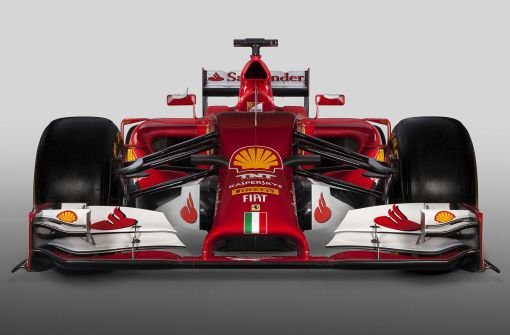 Santander
TNT
KASPERSKY
FIAT